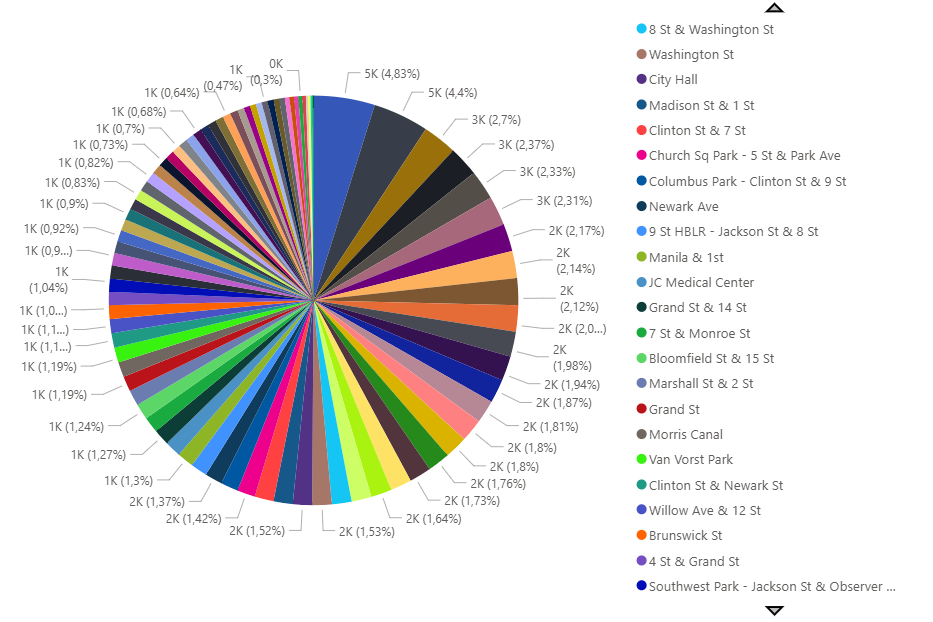 5K (4,83%)
5K (4,4%)
3K (2,7%)
3K (2,37%)
3K (2,33%)
3K (2,31%)
2K (2,17%)
2K
(2,14%)
2K
(2,12%)
2K (2,0...)
2K
(1,98%)
2K (1,94%)
2K (1,87%)
2K (1,81%)
2K (1,8%)
2K (1,8%)
2K (1,76%)
2K (1,73%)
2K (1,64%)
2K (1,53%)
2K (1,52%)
2K (1,42%)
2K (1,37%)
1K (1,3%)
1K (1,27%)
1K (1,24%)
1K (1,19%)
1K (1,19%)
1K (1,1...)
1K (1,1...)
1K (1,0...)
1K
(1,04%)
1K (0,9...)
1K (0,92%)
1K (0,9%)
1K (0,83%)
1K (0,82%)
1K (0,73%)
1K (0,7%)
1K (0,68%)
1K (0,64%)
1K
(0,47%)
0K
(0,3%)
8 St & Washington St
Washington St
City Hall
Madison St & 1 St
Clinton St & 7 St
Church Sq Park - 5 St & Park Ave
Columbus Park - Clinton St & 9 St
Newark Ave
9 St HBLR - Jackson St & 8 St
Manila & 1st
JC Medical Center
Grand St & 14 St
7 St & Monroe St
Bloomfield St & 15 St
Marshall St & 2 St
Grand St
Morris Canal
Van Vorst Park
Clinton St & Newark St
Willow Ave & 12 St
Brunswick St
4 St & Grand St
Southwest Park - Jackson St & Observer ...